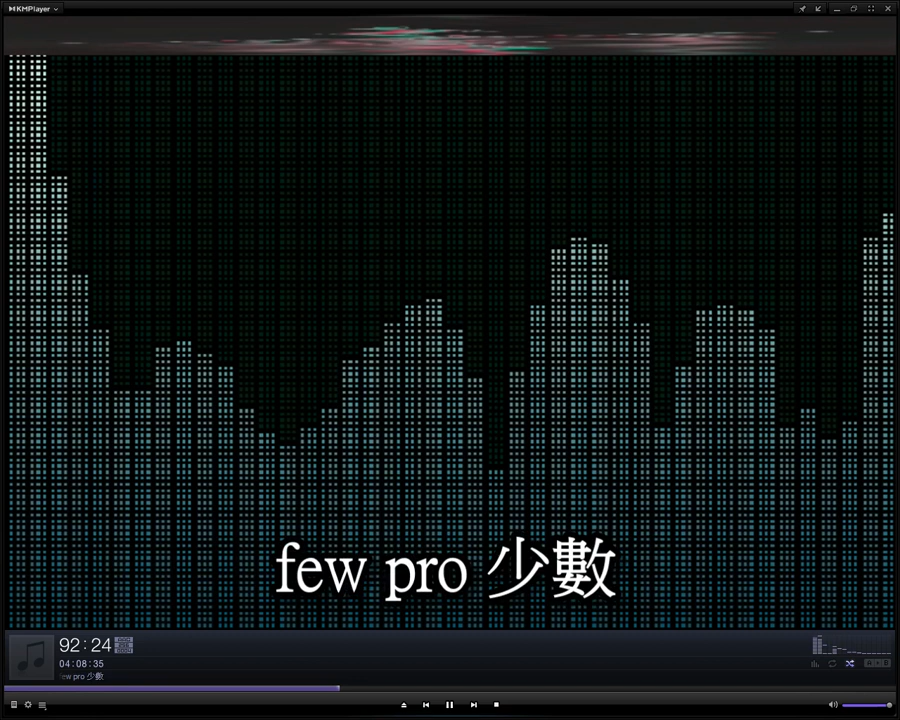 KMPlayer
few pro 少數
92:24
04:08:35
few pro 少數
A B